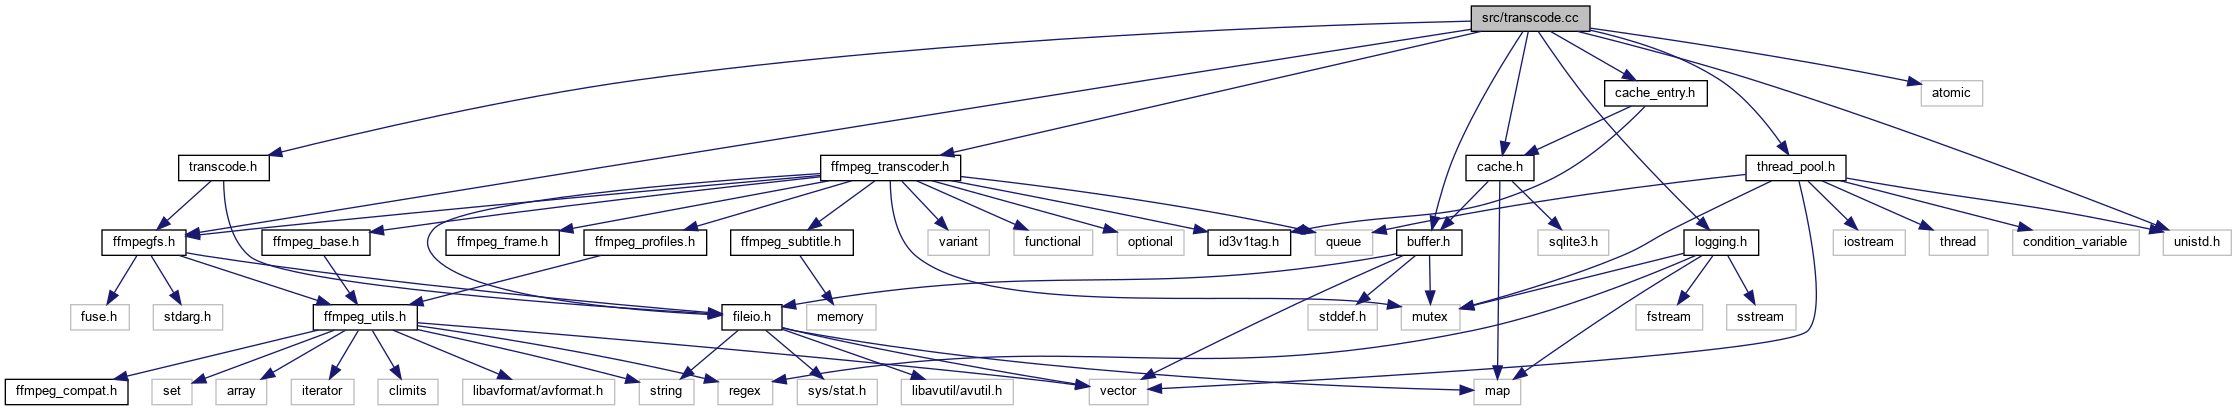 src/transcode.cc
cache_entry.h
atomic
transcode.h
ffmpeg_transcoder.h
cache.h
thread_pool.h
ffmpegfs.h
ffmpeg_base.h
ffmpeg_frame.h
ffmpeg_profiles.h
ffmpeg_subtitle.h
variant
functional
optional
id3v1tag.h
queue
buffer.h
sqlite3.h
logging.h
iostream
thread
condition_variable
unistd.h
fuse.h
stdarg.h
ffmpeg_utils.h
fileio.h
memory
stddef.h
mutex
fstream
sstream
ffmpeg_compat.h
set
array
iterator
climits
libavformat/avformat.h
string
regex
sys/stat.h
libavutil/avutil.h
vector
map